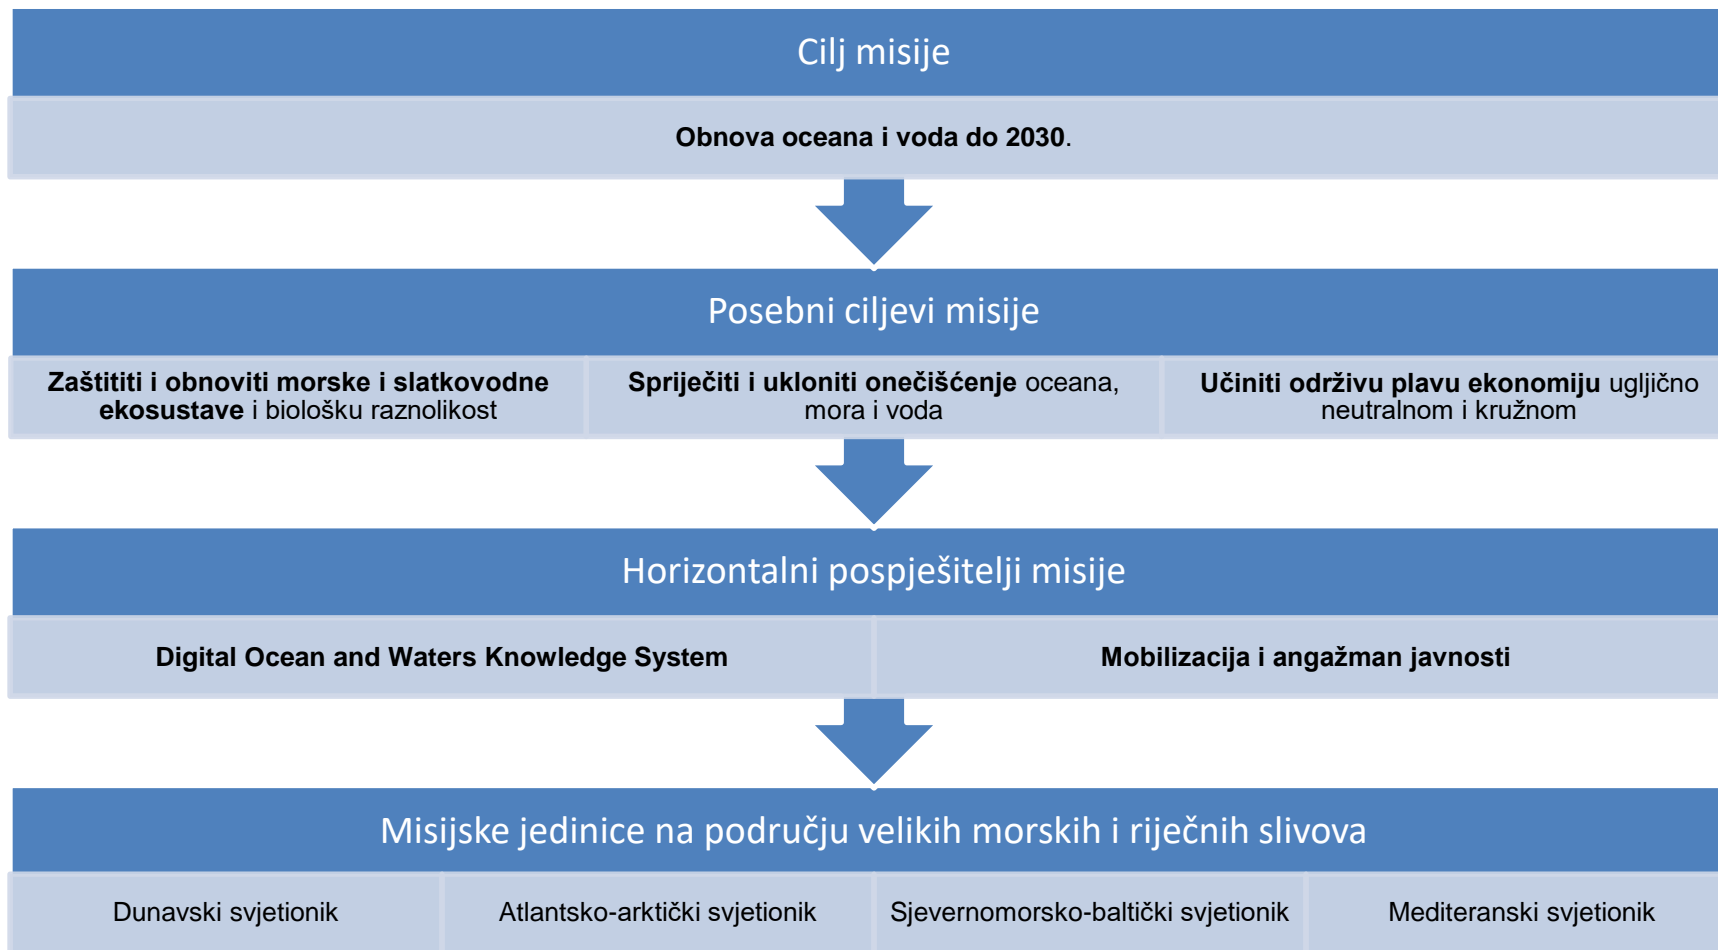 Cilj misije
Obnova oceana i voda do 2030.
Posebni ciljevi misije
Zaštititi i obnoviti morske i slatkovodne
ekosustave i biološku raznolikost
Spriječiti i ukloniti onečišćenje oceana,
mora i voda
Učiniti održivu plavu ekonomiju ugljično
neutralnom i kružnom
Horizontalni pospješitelji misije
Digital Ocean and Waters Knowledge System
Mobilizacija i angažman javnosti
Misijske jedinice na području velikih morskih i riječnih slivova
Dunavski svjetionik
Atlantsko-arktički svjetionik
Sjevernomorsko-baltički svjetionik
Mediteranski svjetionik